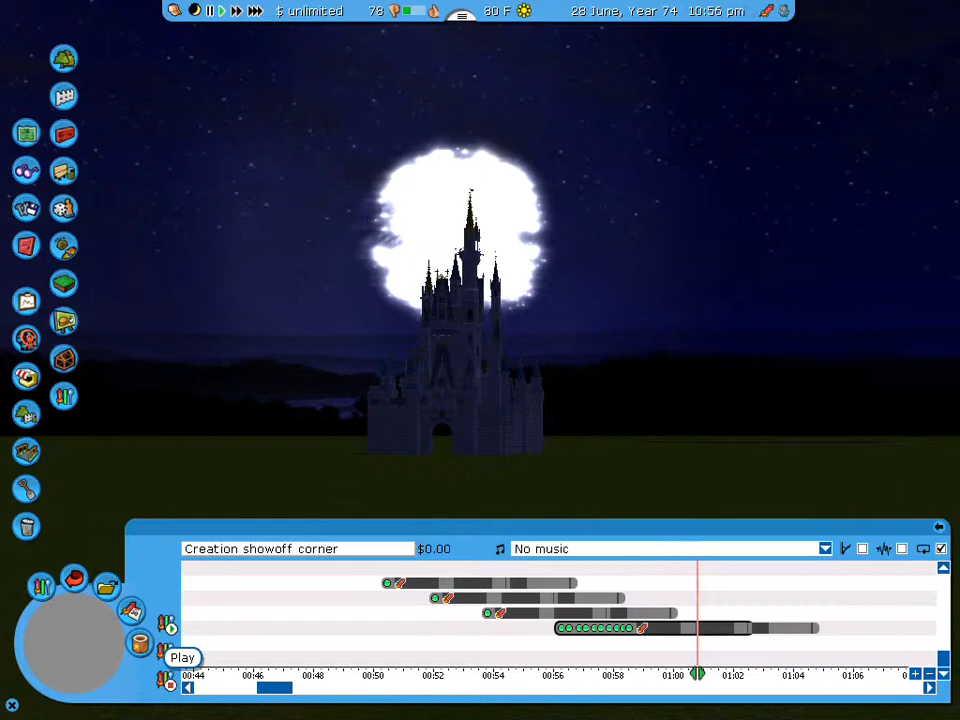 $ unlimited 78 80 F 28 June, Year 74 10:56 pm
Creation showoff corner $0.00 No music
Play
00:44 00:46 00:48 00:50 00:52 00:54 00:56 00:58 01:00 01:02 01:04 01:06 0